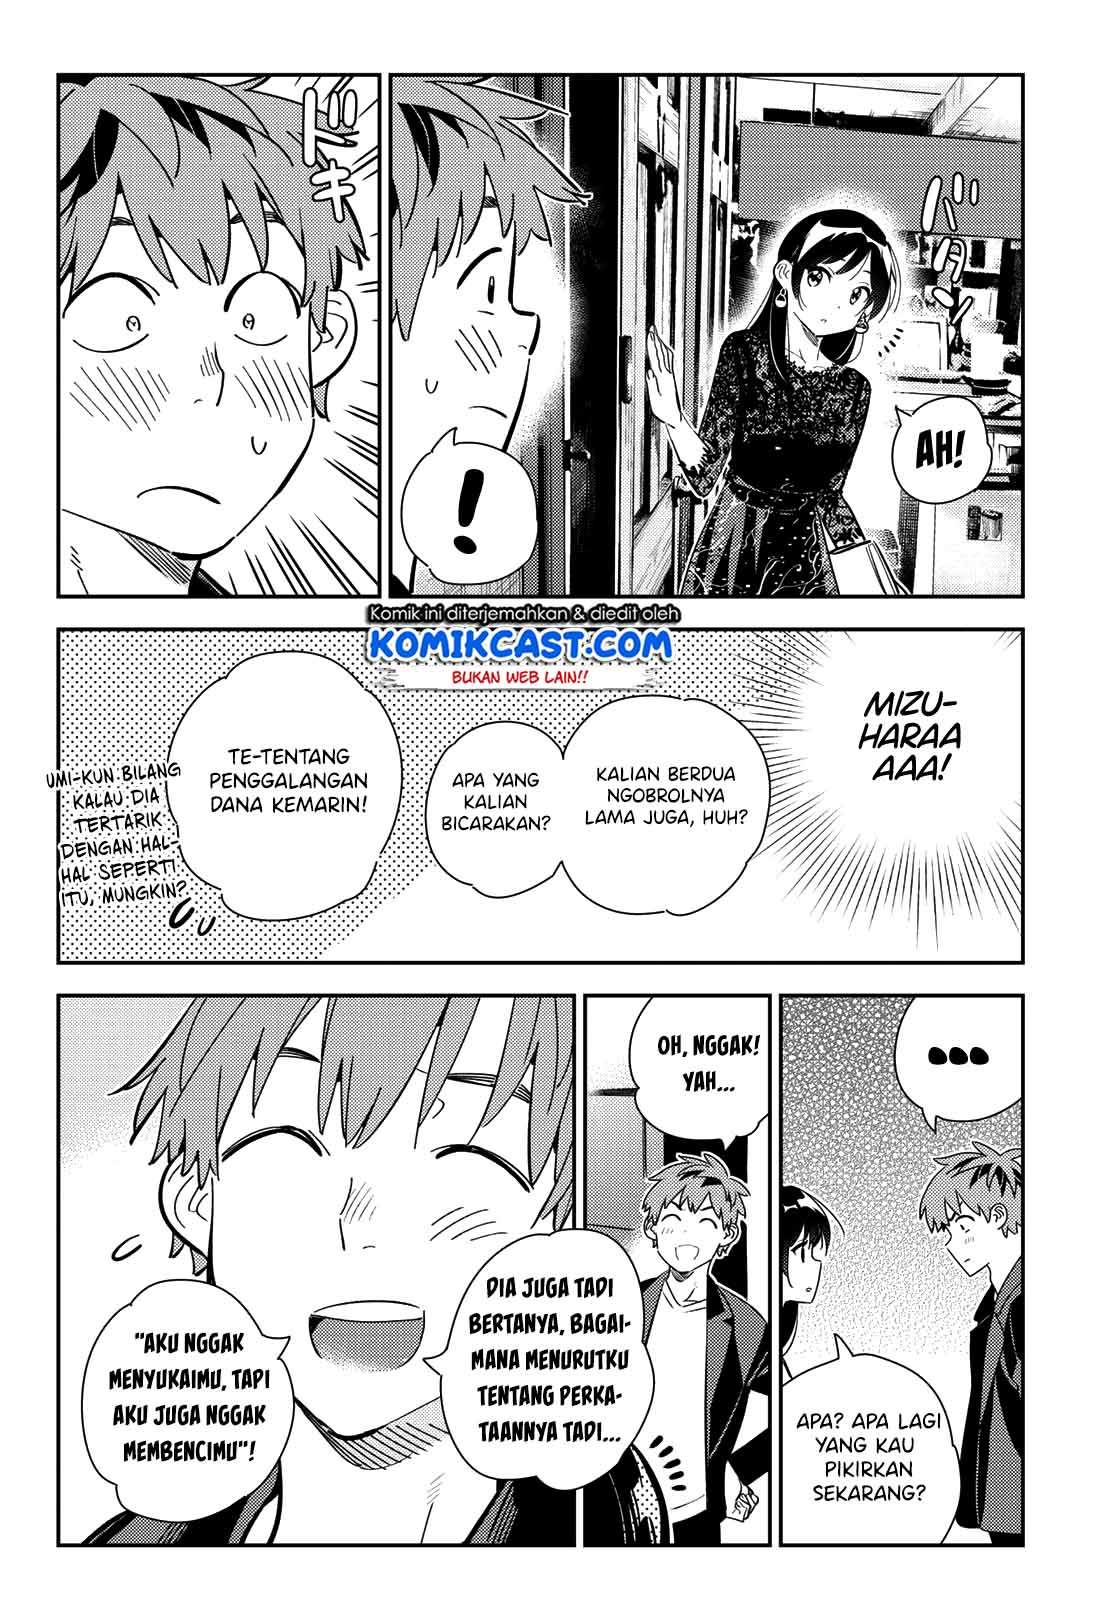 バ
タ
ン
AH!
!
ド
キ
Komik ini diterjemahkan & diedit oleh
KOMIKCAST.COM
BUKAN WEB LAIN!!
MIZU-
HARAA
AAA!
KALIAN BERDUA
NGOBROLNYA
LAMA JUGA, HUH?
APA YANG
KALIAN
BICARAKAN?
TE-TENTANG
PENGGALANGAN
DANA KEMARIN!
UMI-KUN BILANG
KALAU DIA
TERTARIK
DENGAN HAL-
HAL SEPERTI
ITU, MUNGKIN?
...
APA? APA LAGI
YANG KAU
PIKIRKAN
SEKARANG?
OH, NGGAK!
YAH...
DIA JUGA TADI
BERTANYA, BAGAI-
MANA MENURUTKU
TENTANG PERKA-
TAANNYA TADI...
"AKU NGGAK
MENYUKAIMU, TAPI
AKU JUGA NGGAK
MEMBENCIMU"!